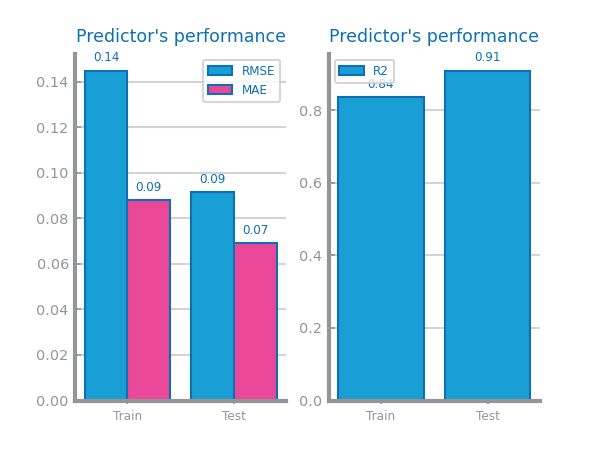 Predictor's performance
0.14
RMSE
MAE
0.09
0.09
0.07
0.14
0.12
0.10
0.08
0.06
0.04
0.02
0.00
Train
Test
Predictor's performance
0.91
R2
0.84
0.8
0.6
0.4
0.2
0.0
Train
Test